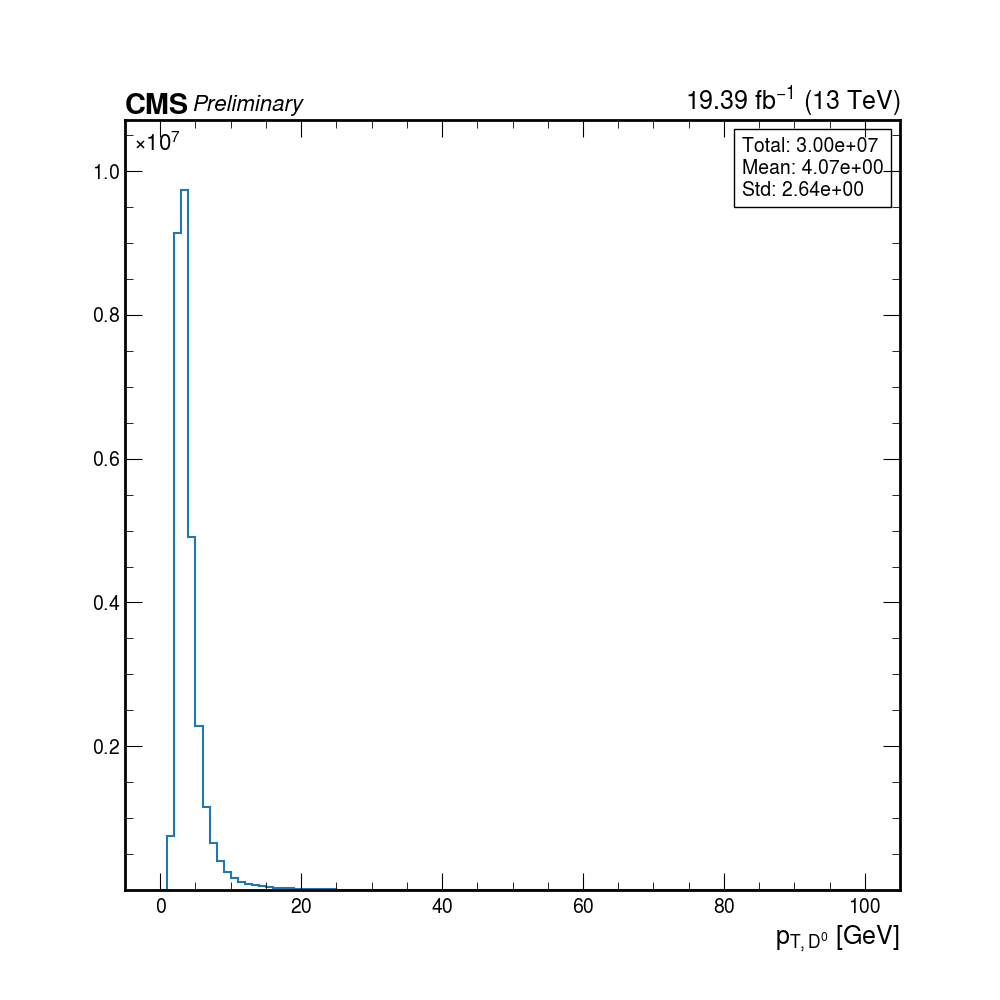 CMS Preliminary 19.39 fb⁻¹ (13 TeV)
×10⁷
Total: 3.00e+07
Mean: 4.07e+00
Std: 2.64e+00
1.0
0.8
0.6
0.4
0.2
0 20 40 60 80 100
p_{T, D⁰} [GeV]